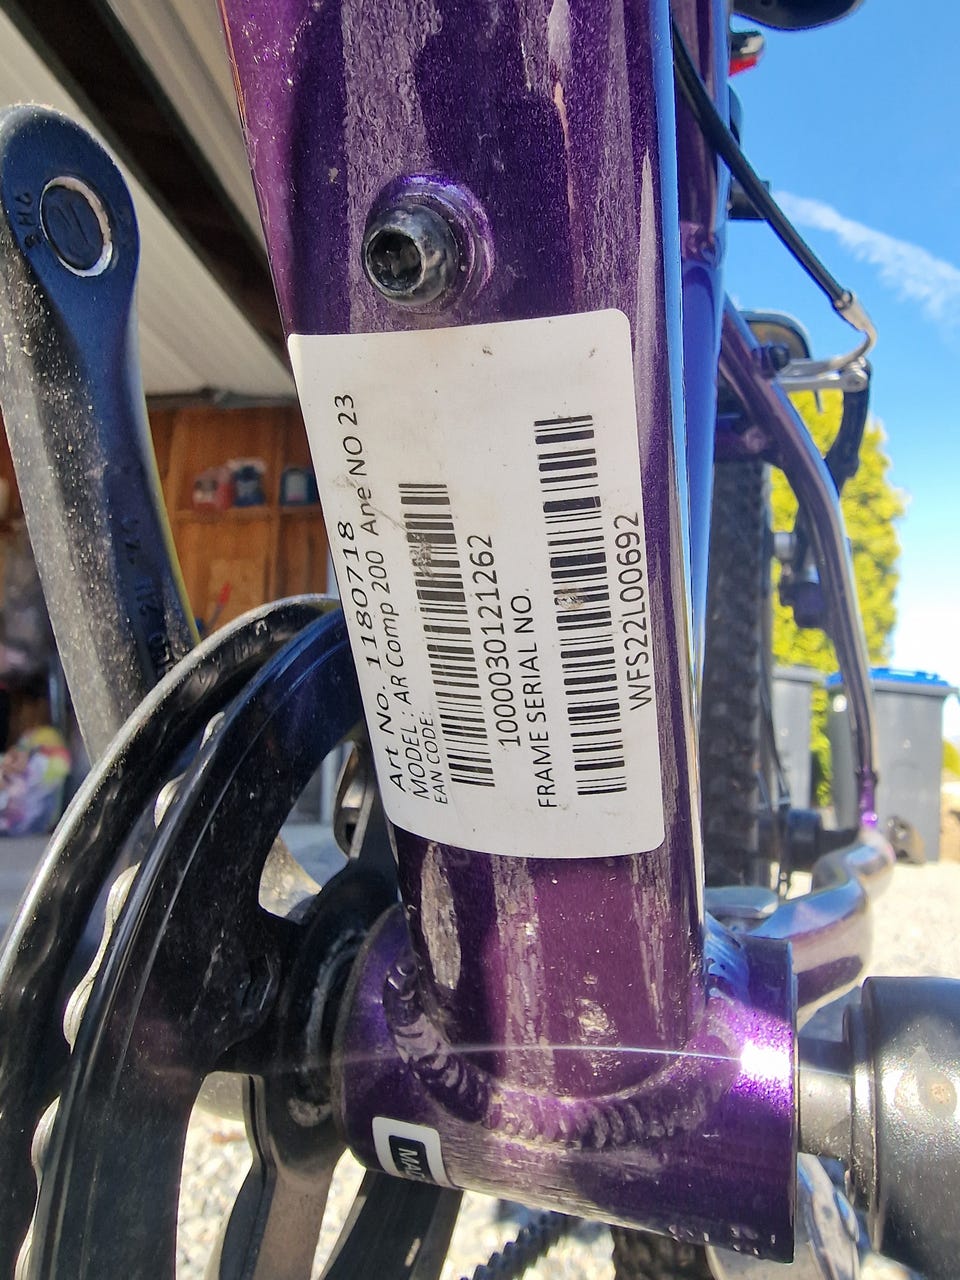 Art No. 1180718
MODEL : AR Comp 200 Ane NO 23
EAN CODE:
1000030121262
FRAME SERIAL NO.
WFS22L00692